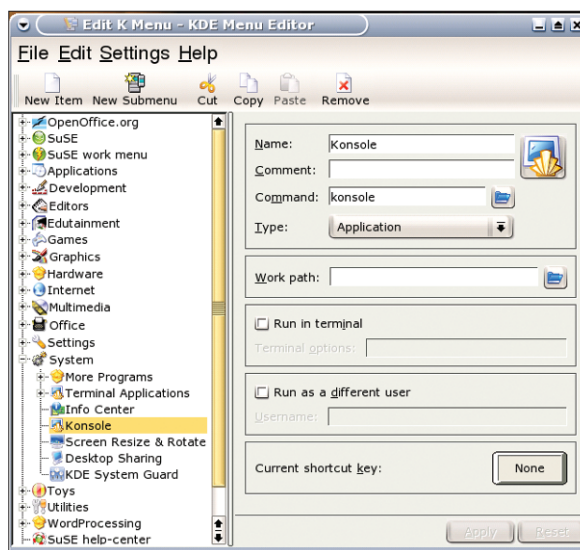 Edit K Menu – KDE Menu Editor
File Edit Settings Help
New Item New Submenu Cut Copy Paste Remove
OpenOffice.org
SuSE
SuSE work menu
Applications
Development
Editors
Edutainment
Games
Graphics
Hardware
Internet
Multimedia
Office
Settings
System
More Programs
Terminal Applications
Info Center
Konsole
Screen Resize & Rotate
Desktop Sharing
KDE System Guard
Toys
Utilities
WordProcessing
SuSE help-center
Name: Konsole
Comment:
Command: konsole
Type: Application
Work path:
Run in terminal
Terminal options:
Run as a different user
Username:
Current shortcut key: None
Apply Reset